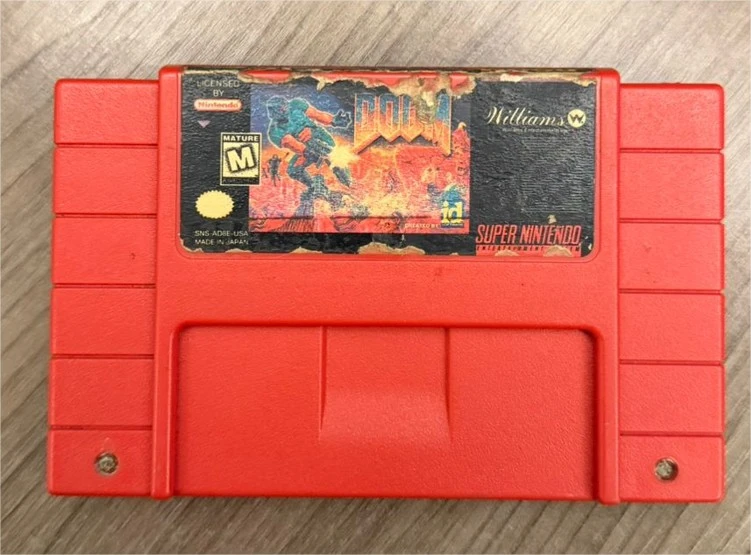 LICENSED
BY
Nintendo
MATURE
M
SNS-AD8E-USA
MADE IN JAPAN
DOOM
CREATED BY
id
Williams W
SUPER NINTENDO